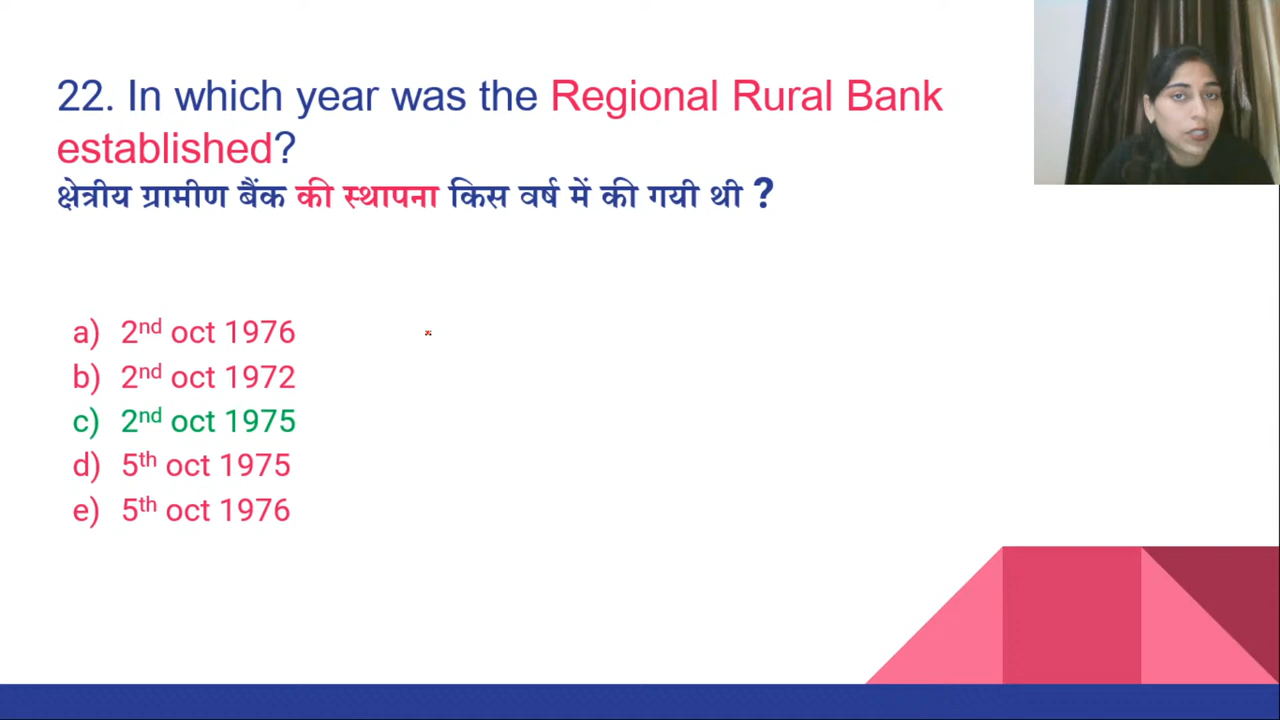 22. In which year was the Regional Rural Bank
established?
क्षेत्रीय ग्रामीण बैंक की स्थापना किस वर्ष में की गयी थी ?
a) 2nd oct 1976
b) 2nd oct 1972
c) 2nd oct 1975
d) 5th oct 1975
e) 5th oct 1976